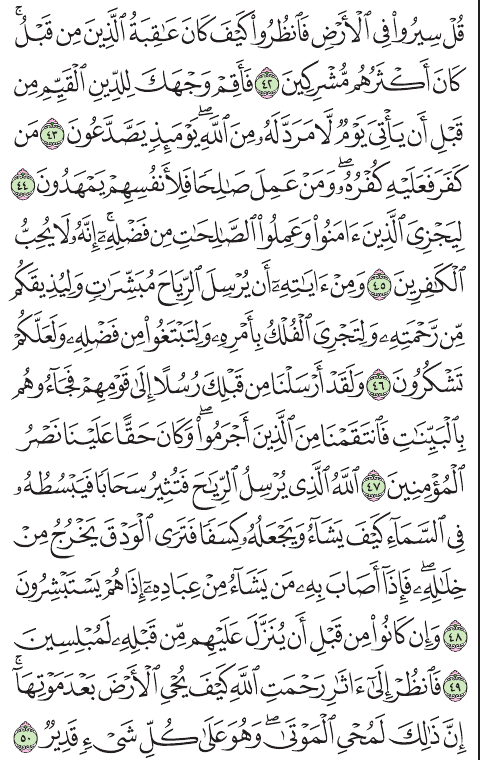 قُلۡ سِيرُواْ فِي ٱلۡأَرۡضِ فَٱنظُرُواْ كَيۡفَ كَانَ عَٰقِبَةُ ٱلَّذِينَ مِن قَبۡلُۚ
كَانَ أَكۡثَرُهُم مُّشۡرِكِينَ ٤٢ فَأَقِمۡ وَجۡهَكَ لِلدِّينِ ٱلۡقَيِّمِ مِن
قَبۡلِ أَن يَأۡتِيَ يَوۡمٞ لَّا مَرَدَّ لَهُۥ مِنَ ٱللَّهِۖ يَوۡمَئِذٖ يَصَّدَّعُونَ ٤٣ مَن
كَفَرَ فَعَلَيۡهِ كُفۡرُهُۥۖ وَمَنۡ عَمِلَ صَٰلِحٗا فَلِأَنفُسِهِمۡ يَمۡهَدُونَ ٤٤
لِيَجۡزِيَ ٱلَّذِينَ ءَامَنُواْ وَعَمِلُواْ ٱلصَّٰلِحَٰتِ مِن فَضۡلِهِۦٓۚ إِنَّهُۥ لَا يُحِبُّ
ٱلۡكَٰفِرِينَ ٤٥ وَمِنۡ ءَايَٰتِهِۦٓ أَن يُرۡسِلَ ٱلرِّيَاحَ مُبَشِّرَٰتٖ وَلِيُذِيقَكُم
مِّن رَّحۡمَتِهِۦ وَلِتَجۡرِيَ ٱلۡفُلۡكُ بِأَمۡرِهِۦ وَلِتَبۡتَغُواْ مِن فَضۡلِهِۦ وَلَعَلَّكُمۡ
تَشۡكُرُونَ ٤٦ وَلَقَدۡ أَرۡسَلۡنَا مِن قَبۡلِكَ رُسُلًا إِلَىٰ قَوۡمِهِمۡ فَجَآءُوهُم
بِٱلۡبَيِّنَٰتِ فَٱنتَقَمۡنَا مِنَ ٱلَّذِينَ أَجۡرَمُواْۖ وَكَانَ حَقًّا عَلَيۡنَا نَصۡرُ
ٱلۡمُؤۡمِنِينَ ٤٧ ٱللَّهُ ٱلَّذِي يُرۡسِلُ ٱلرِّيَٰحَ فَتُثِيرُ سَحَابٗا فَيَبۡسُطُهُۥ
فِي ٱلسَّمَآءِ كَيۡفَ يَشَآءُ وَيَجۡعَلُهُۥ كِسَفٗا فَتَرَى ٱلۡوَدۡقَ يَخۡرُجُ مِنۡ
خِلَٰلِهِۦۖ فَإِذَآ أَصَابَ بِهِۦ مَن يَشَآءُ مِنۡ عِبَادِهِۦٓ إِذَا هُمۡ يَسۡتَبۡشِرُونَ
٤٨ وَإِن كَانُواْ مِن قَبۡلِ أَن يُنَزَّلَ عَلَيۡهِم مِّن قَبۡلِهِۦ لَمُبۡلِسِينَ
٤٩ فَٱنظُرۡ إِلَىٰٓ ءَاثَٰرِ رَحۡمَتِ ٱللَّهِ كَيۡفَ يُحۡيِ ٱلۡأَرۡضَ بَعۡدَ مَوۡتِهَآۚ
إِنَّ ذَٰلِكَ لَمُحۡيِ ٱلۡمَوۡتَىٰۖ وَهُوَ عَلَىٰ كُلِّ شَيۡءٖ قَدِيرٞ ٥٠